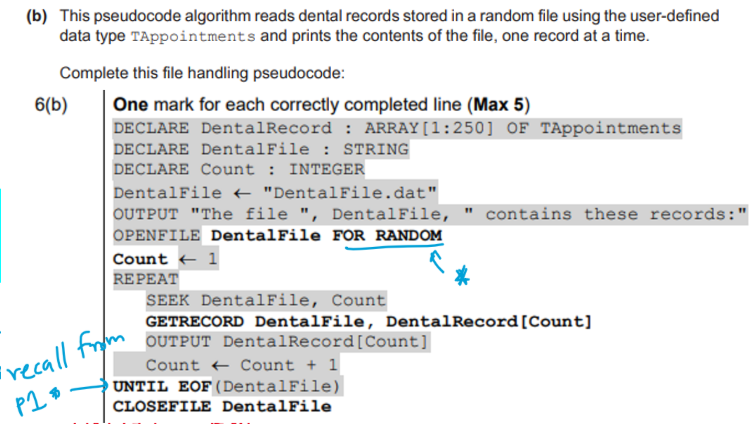 (b) This pseudocode algorithm reads dental records stored in a random file using the user-defined
data type TAppointments and prints the contents of the file, one record at a time.
Complete this file handling pseudocode:
6(b) One mark for each correctly completed line (Max 5)
DECLARE DentalRecord : ARRAY[1:250] OF TAppointments
DECLARE DentalFile : STRING
DECLARE Count : INTEGER
DentalFile ← "DentalFile.dat"
OUTPUT "The file ", DentalFile, " contains these records:"
OPENFILE DentalFile FOR RANDOM
*
Count ← 1
REPEAT
SEEK DentalFile, Count
GETRECORD DentalFile, DentalRecord[Count]
OUTPUT DentalRecord[Count]
Count ← Count + 1
recall from
P1 → UNTIL EOF(DentalFile)
CLOSEFILE DentalFile